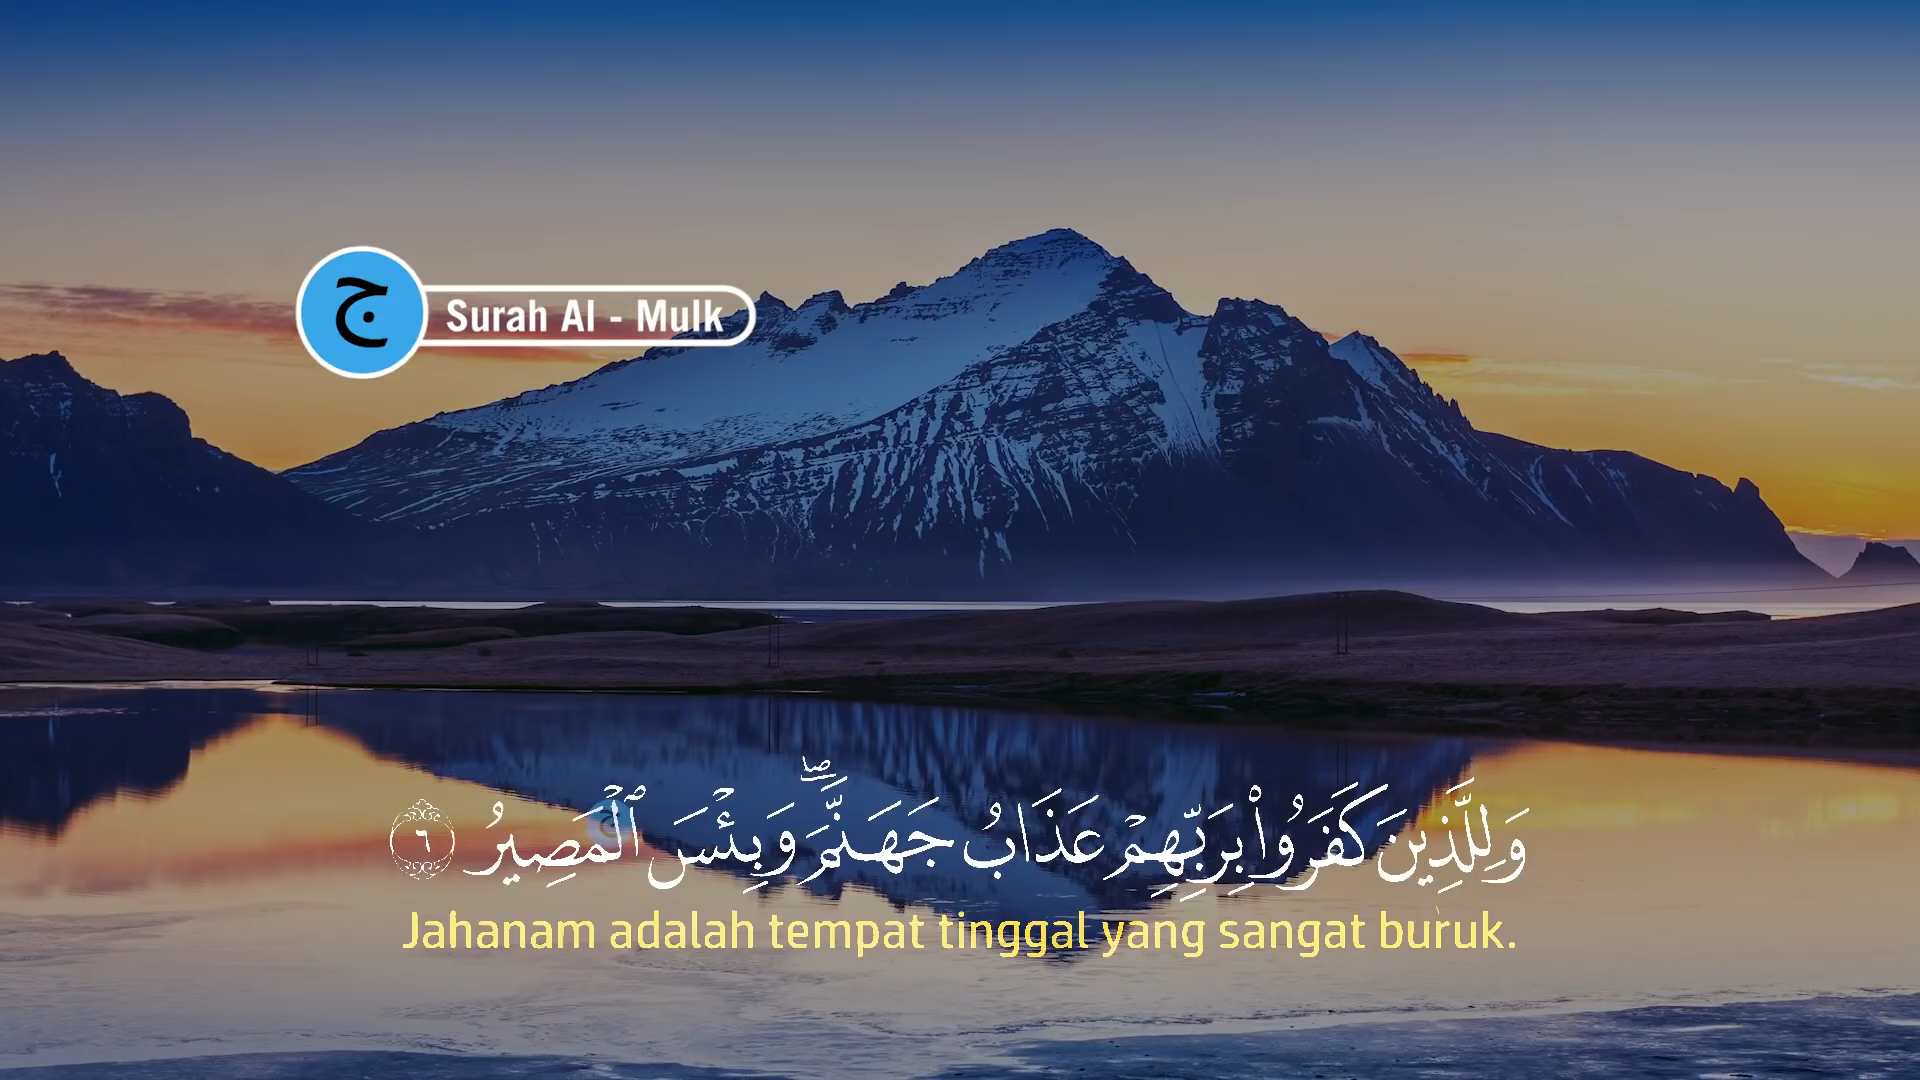 ج
Surah Al - Mulk
وَلِلَّذِينَ كَفَرُوا۟ بِرَبِّهِمْ عَذَابُ جَهَنَّمَ ۖ وَبِئْسَ ٱلْمَصِيرُ ٦
Jahanam adalah tempat tinggal yang sangat buruk.